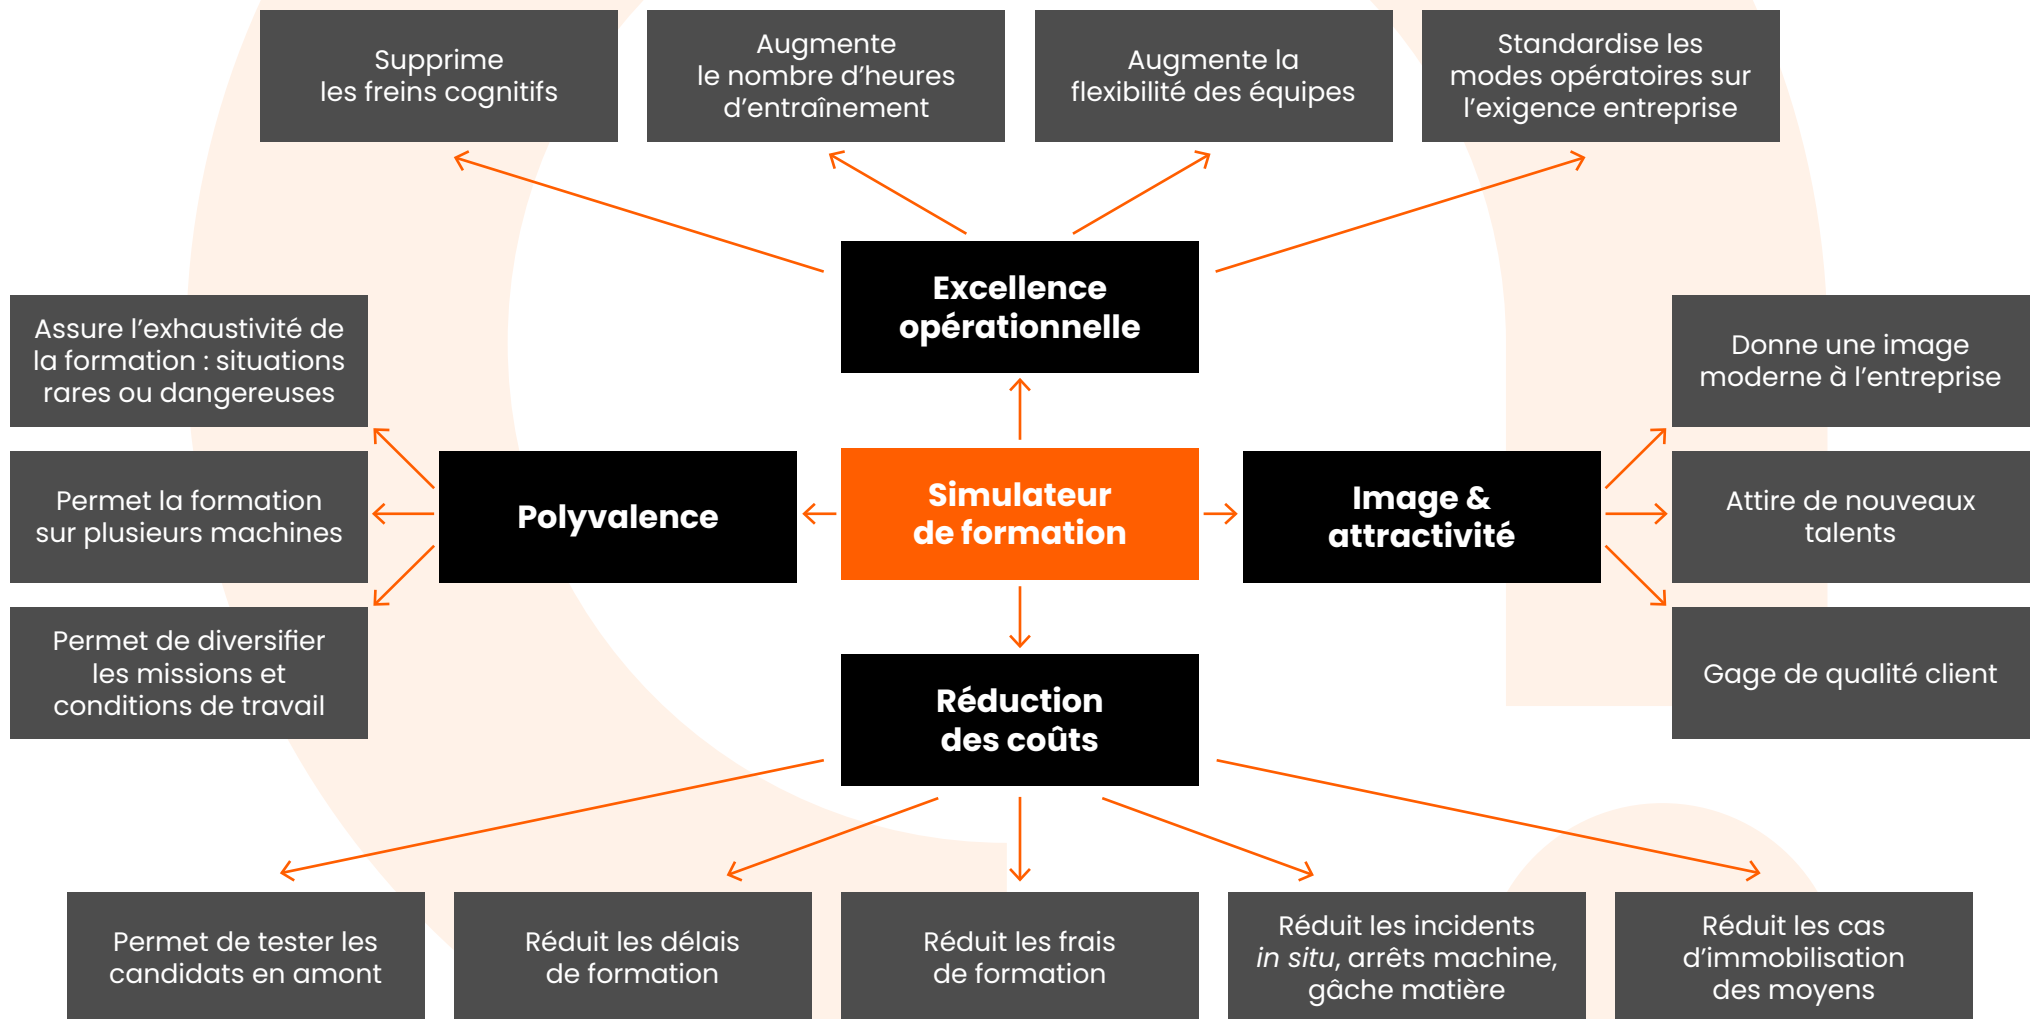 Supprime
les freins cognitifs
Augmente
le nombre d’heures
d’entraînement
Augmente la
flexibilité des équipes
Standardise les
modes opératoires sur
l’exigence entreprise
Excellence
opérationnelle
Assure l’exhaustivité de
la formation : situations
rares ou dangereuses
Permet la formation
sur plusieurs machines
Permet de diversifier
les missions et
conditions de travail
Polyvalence
Simulateur
de formation
Image &
attractivité
Donne une image
moderne à l’entreprise
Attire de nouveaux
talents
Gage de qualité client
Réduction
des coûts
Permet de tester les
candidats en amont
Réduit les délais
de formation
Réduit les frais
de formation
Réduit les incidents
in situ, arrêts machine,
gâche matière
Réduit les cas
d’immobilisation
des moyens